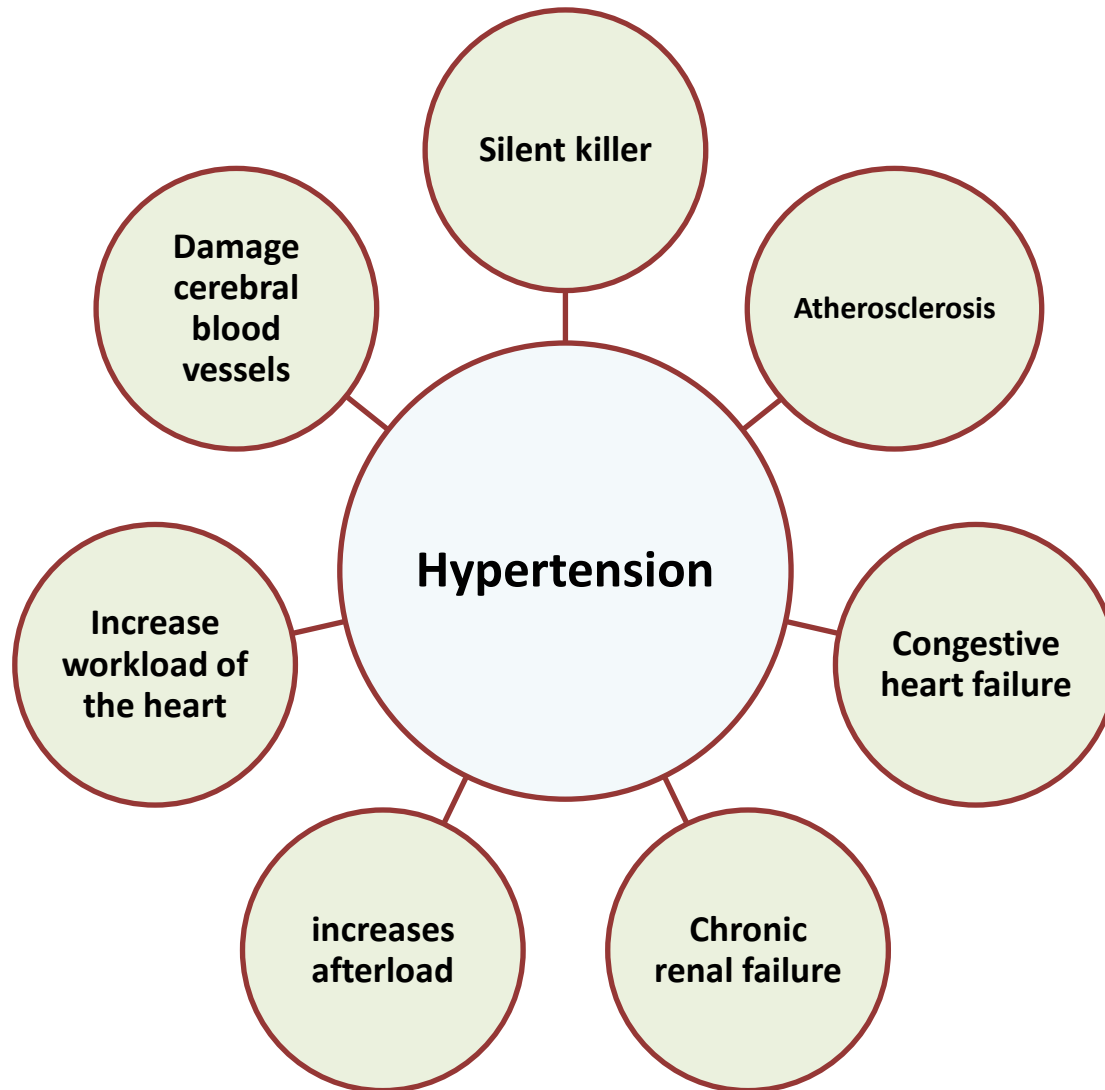 Silent killer
Damage
cerebral
blood
vessels
Atherosclerosis
Hypertension
Increase
workload of
the heart
Congestive
heart failure
increases
afterload
Chronic
renal failure